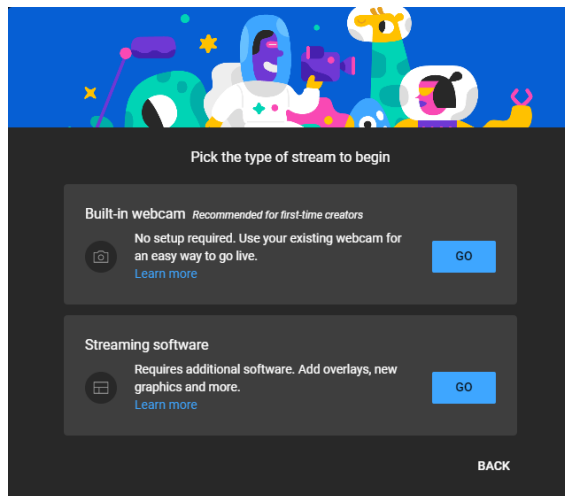 Pick the type of stream to begin
Built-in webcam Recommended for first-time creators
No setup required. Use your existing webcam for
an easy way to go live.
Learn more
GO
Streaming software
Requires additional software. Add overlays, new
graphics and more.
Learn more
GO
BACK